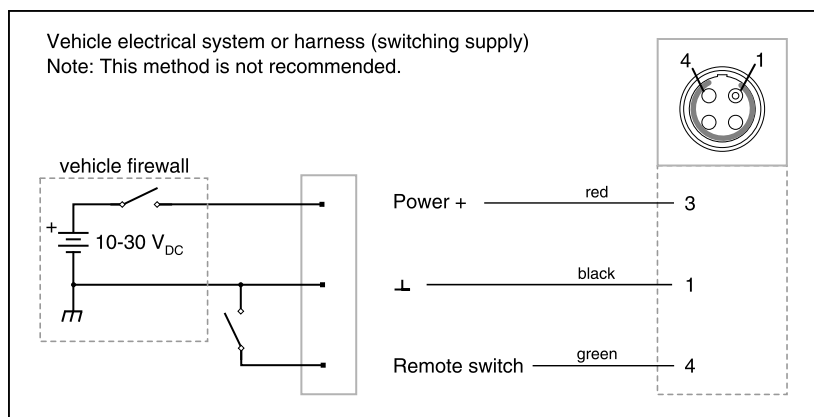 Vehicle electrical system or harness (switching supply)
Note: This method is not recommended.
4 1
vehicle firewall
Power + red 3
+
10-30 VDC
black 1
Remote switch green 4